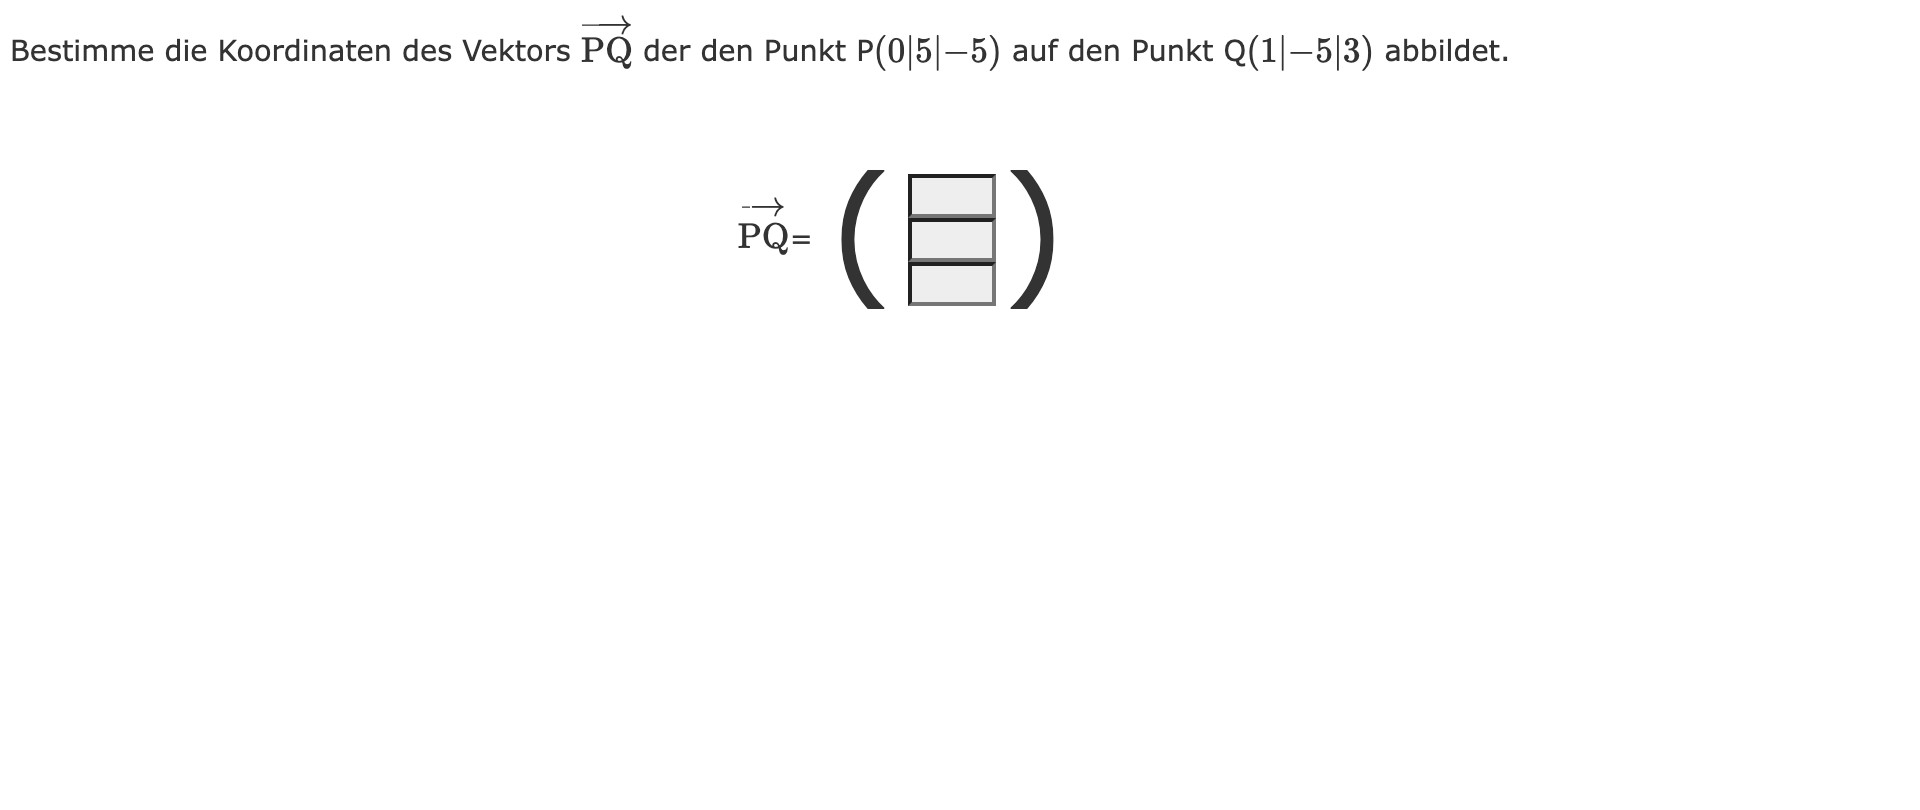 Bestimme die Koordinaten des Vektors \overrightarrow{PQ} der den Punkt P(0|5|−5) auf den Punkt Q(1|−5|3) abbildet.
\overrightarrow{PQ}= ( )